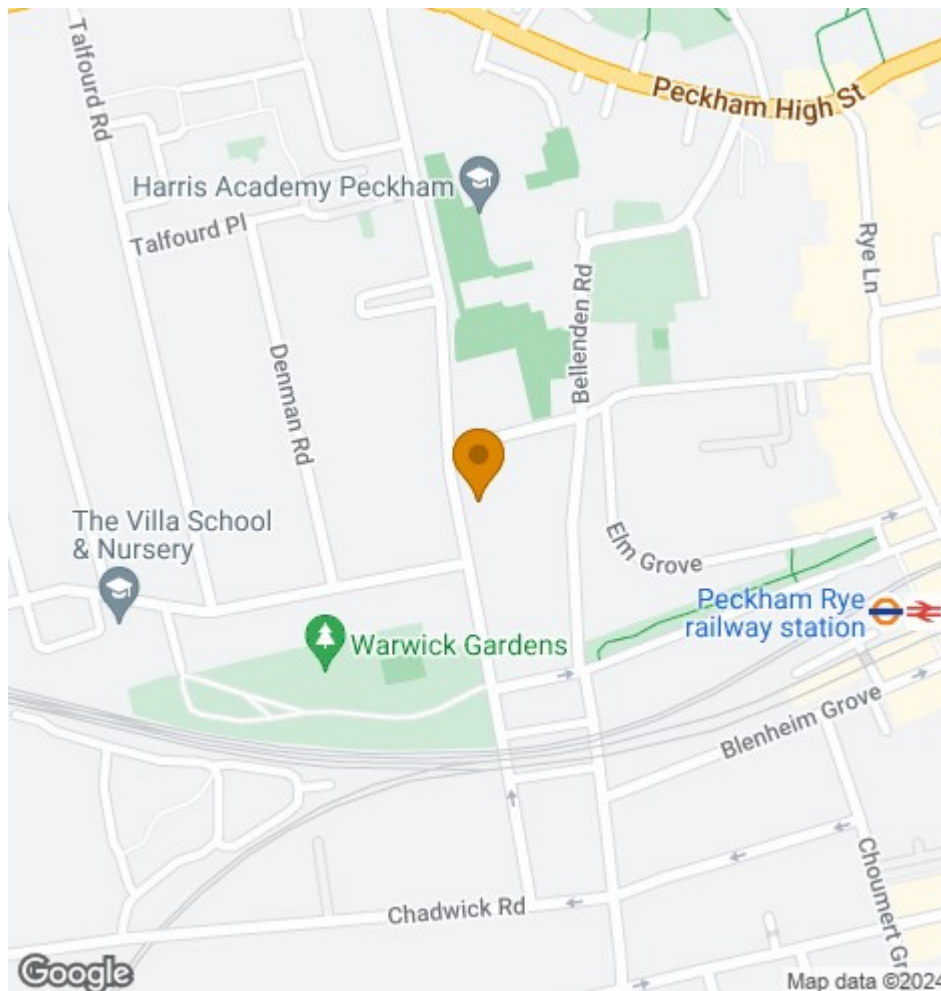 Talfourd Rd
Peckham High St
Harris Academy Peckham
Talfourd Pl
Rye Ln
Bellenden Rd
Denman Rd
The Villa School
& Nursery
Elm Grove
Peckham Rye
railway station
Warwick Gardens
Blenheim Grove
Choumert Gro
Chadwick Rd
Google
Map data ©2024